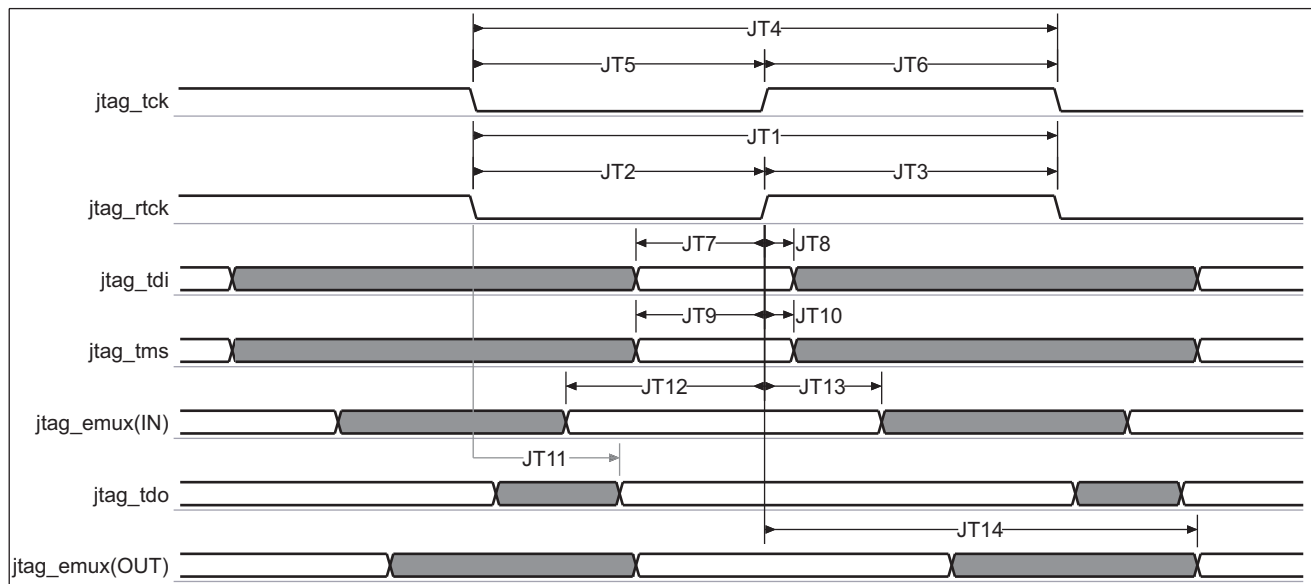 JT4
JT5 JT6
jtag_tck
JT1
JT2 JT3
jtag_rtck
JT7 JT8
jtag_tdi
JT9 JT10
jtag_tms
JT12 JT13
jtag_emux(IN)
JT11
jtag_tdo
JT14
jtag_emux(OUT)